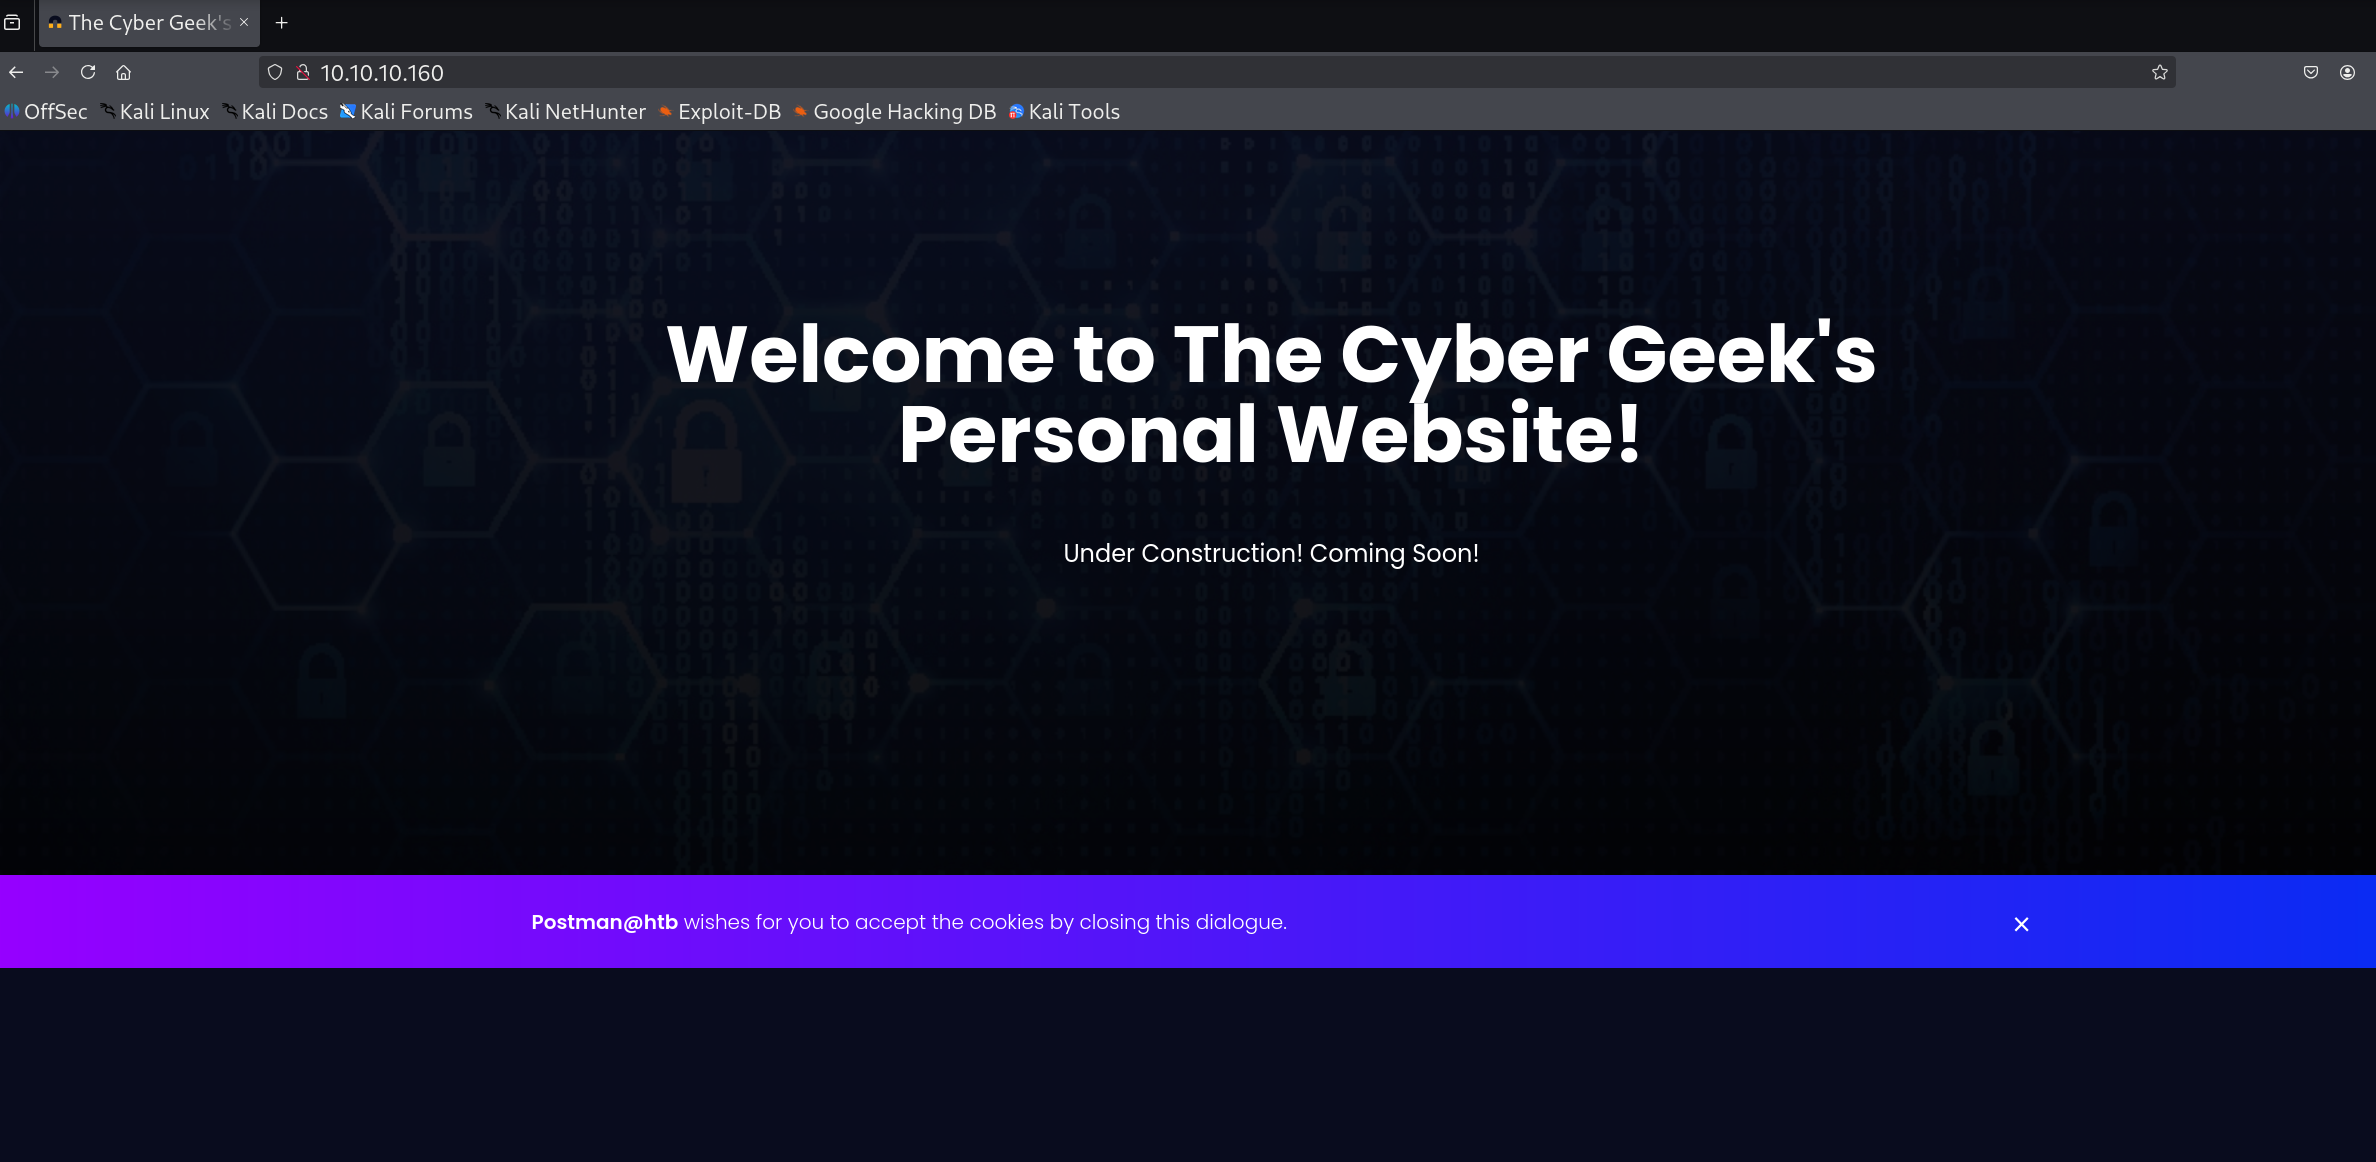 The Cyber Geek's
10.10.10.160
OffSec Kali Linux Kali Docs Kali Forums Kali NetHunter Exploit-DB Google Hacking DB Kali Tools
Welcome to The Cyber Geek's
Personal Website!
Under Construction! Coming Soon!
Postman@htb wishes for you to accept the cookies by closing this dialogue.